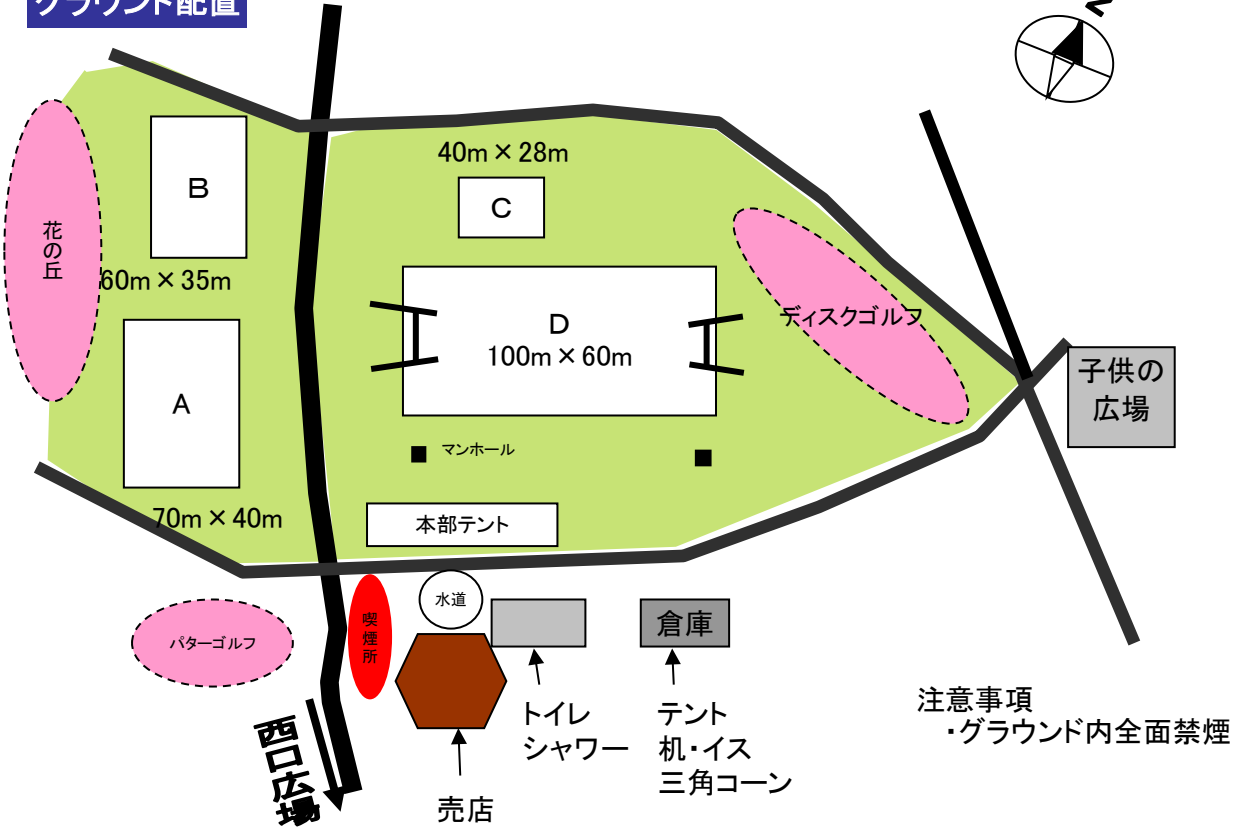 グラウンド配置
N
40m×28m
B
C
花の丘
60m×35m
D
100m×60m
ディスクゴルフ
子供の
広場
A
マンホール
70m×40m
本部テント
水道
喫煙所
倉庫
パターゴルフ
西口広場
トイレ
シャワー
テント
机・イス
三角コーン
売店
注意事項
・グラウンド内全面禁煙